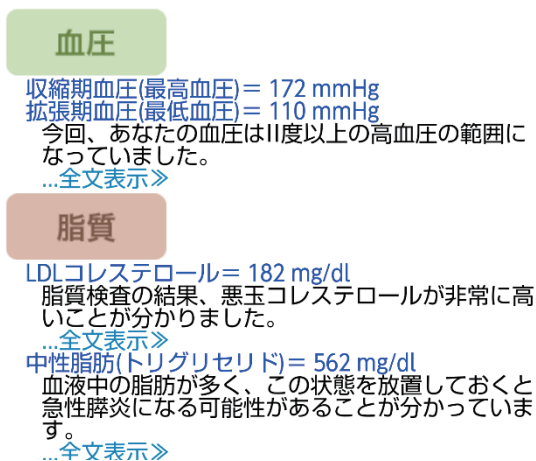 血圧
収縮期血圧(最高血圧)＝ 172 mmHg
拡張期血圧(最低血圧)＝ 110 mmHg
今回、あなたの血圧はII度以上の高血圧の範囲に
なっていました。
...全文表示≫
脂質
LDLコレステロール＝ 182 mg/dl
脂質検査の結果、悪玉コレステロールが非常に高
いことが分かりました。
...全文表示≫
中性脂肪(トリグリセリド)＝ 562 mg/dl
血液中の脂肪が多く、この状態を放置しておくと
急性膵炎になる可能性があることが分かっていま
す。
...全文表示≫